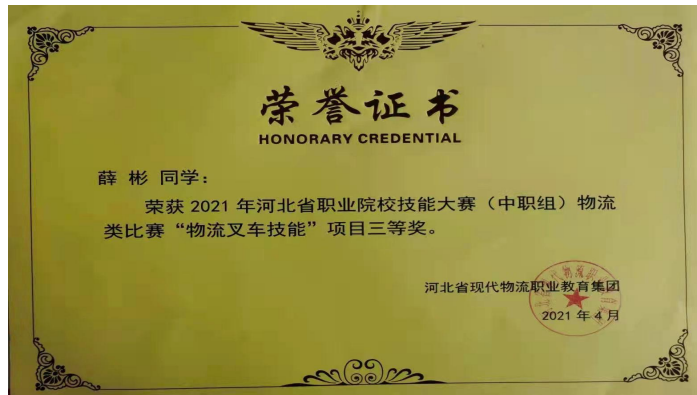 荣誉证书
HONORARY CREDENTIAL
薛 彬 同学：
荣获 2021 年河北省职业院校技能大赛（中职组）物流
类比赛“物流叉车技能”项目三等奖。
河北省现代物流职业教育集团
2021 年 4 月